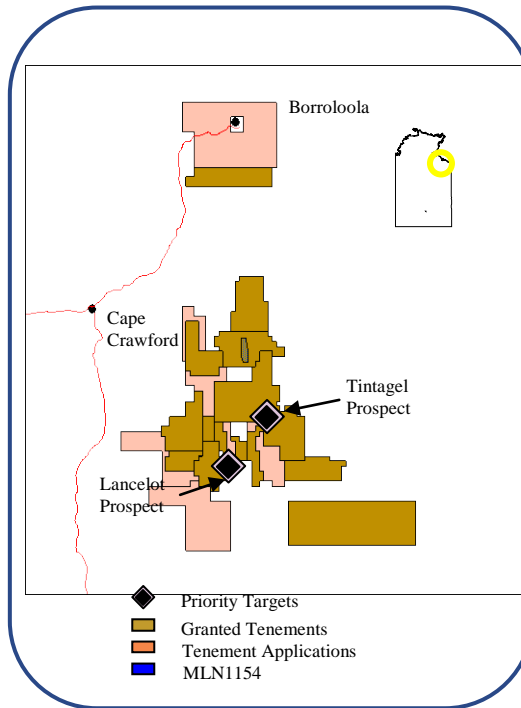 Borroloola
Cape
Crawford
Tintagel
Prospect
Lancelot
Prospect
Priority Targets
Granted Tenements
Tenement Applications
MLN1154